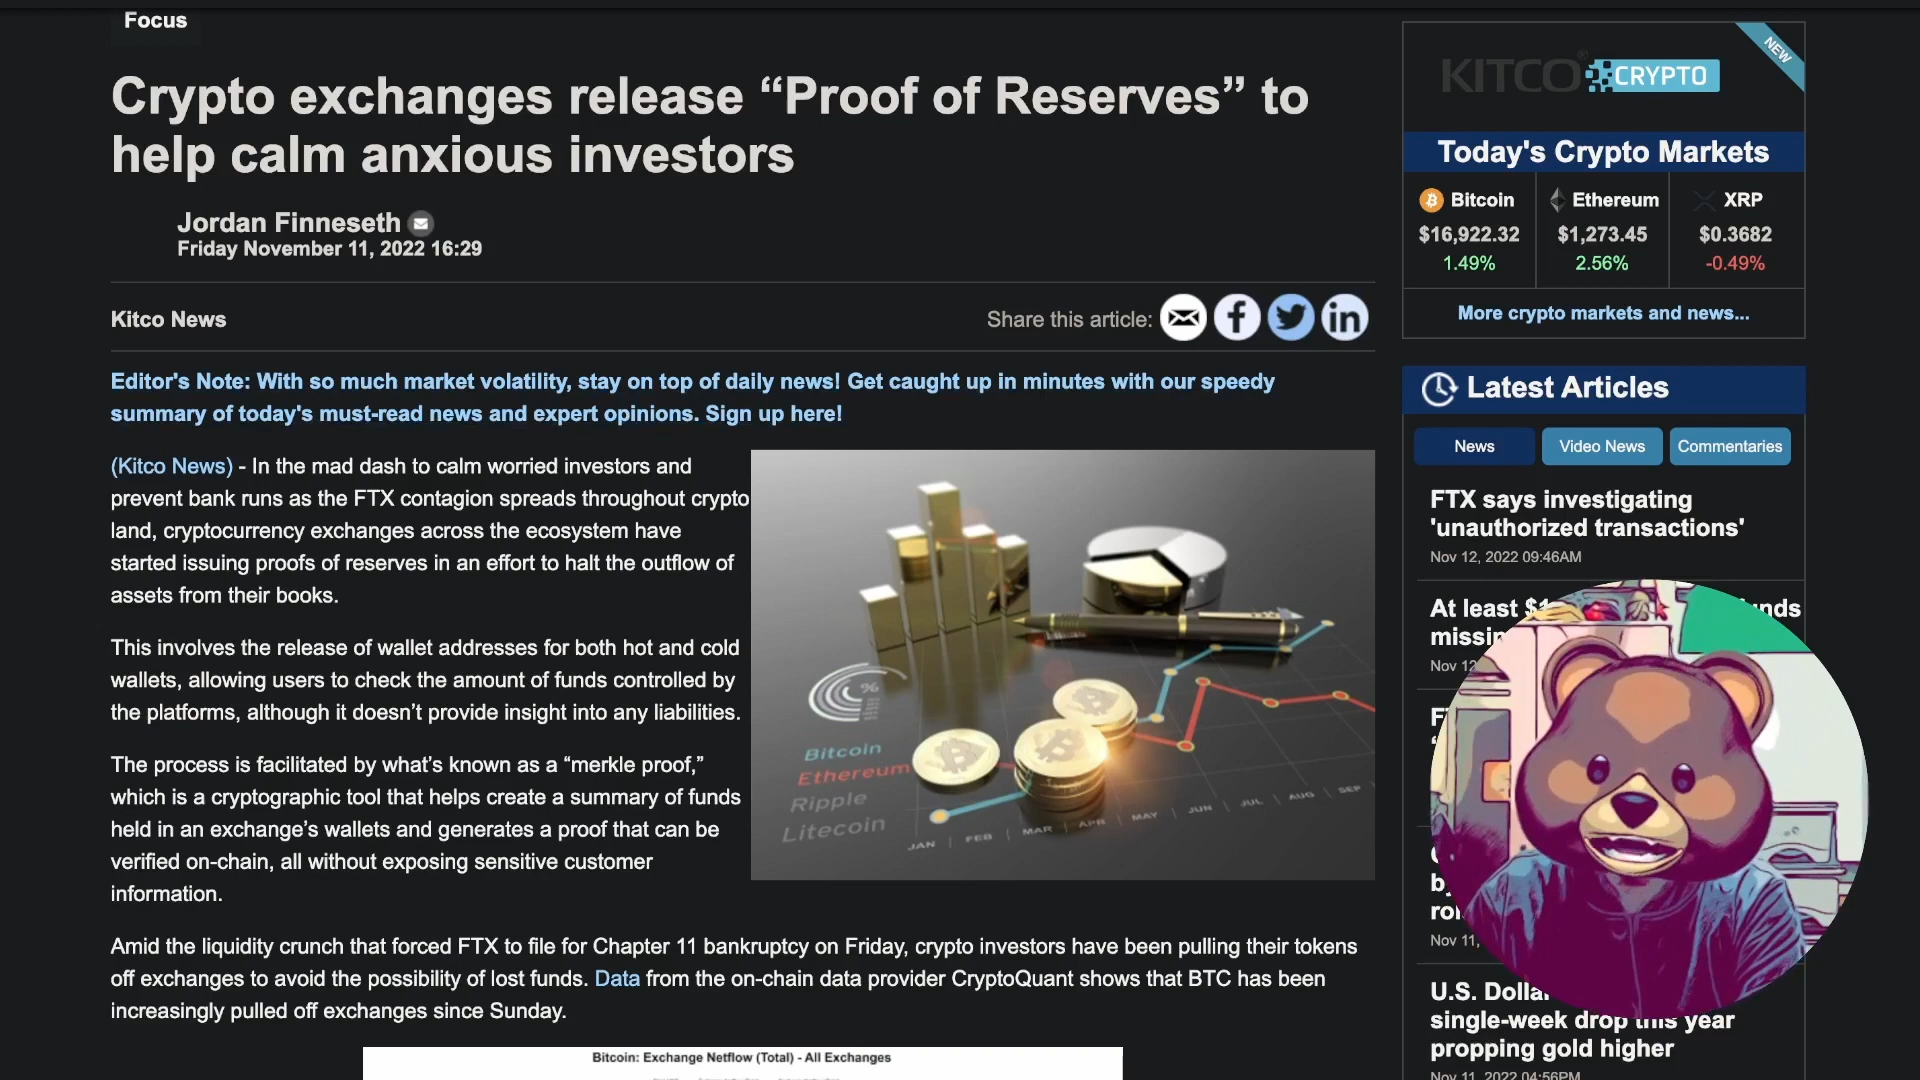 Focus
Crypto exchanges release “Proof of Reserves” to
help calm anxious investors
Jordan Finneseth
Friday November 11, 2022 16:29
Kitco News
Share this article:
Editor's Note: With so much market volatility, stay on top of daily news! Get caught up in minutes with our speedy
summary of today's must-read news and expert opinions. Sign up here!
(Kitco News) - In the mad dash to calm worried investors and
prevent bank runs as the FTX contagion spreads throughout crypto
land, cryptocurrency exchanges across the ecosystem have
started issuing proofs of reserves in an effort to halt the outflow of
assets from their books.
This involves the release of wallet addresses for both hot and cold
wallets, allowing users to check the amount of funds controlled by
the platforms, although it doesn’t provide insight into any liabilities.
The process is facilitated by what’s known as a “merkle proof,”
which is a cryptographic tool that helps create a summary of funds
held in an exchange’s wallets and generates a proof that can be
verified on-chain, all without exposing sensitive customer
information.
%
Bitcoin
Ethereum
Ripple
Litecoin
JAN | FEB | MAR | APR | MAY | JUN | JUL | AUG | SEP
Amid the liquidity crunch that forced FTX to file for Chapter 11 bankruptcy on Friday, crypto investors have been pulling their tokens
off exchanges to avoid the possibility of lost funds. Data from the on-chain data provider CryptoQuant shows that BTC has been
increasingly pulled off exchanges since Sunday.
Bitcoin: Exchange Netflow (Total) - All Exchanges
NEW
KITCO CRYPTO
Today's Crypto Markets
Bitcoin Ethereum XRP
$16,922.32 $1,273.45 $0.3682
1.49% 2.56% -0.49%
More crypto markets and news...
Latest Articles
News Video News Commentaries
FTX says investigating
'unauthorized transactions'
Nov 12, 2022 09:46AM
At least
Nov 12
Nov 11,
U.S. Dollar
single-week drop this year
propping gold higher
Nov 11, 2022 04:56PM